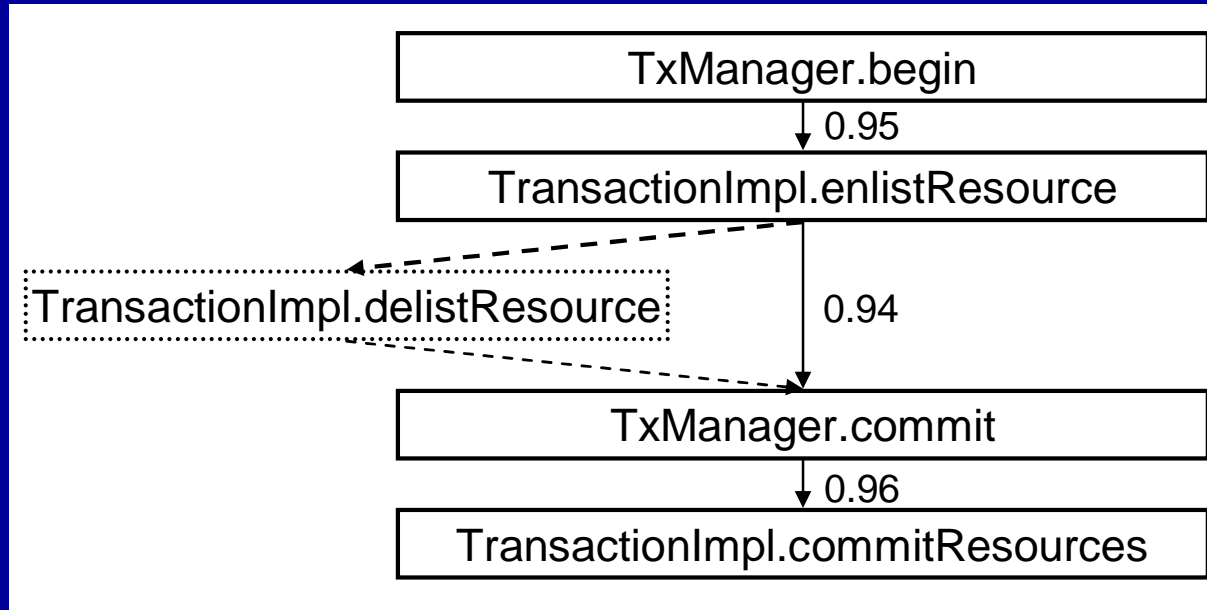 TxManager.begin
0.95
TransactionImpl.enlistResource
TransactionImpl.delistResource
0.94
TxManager.commit
0.96
TransactionImpl.commitResources